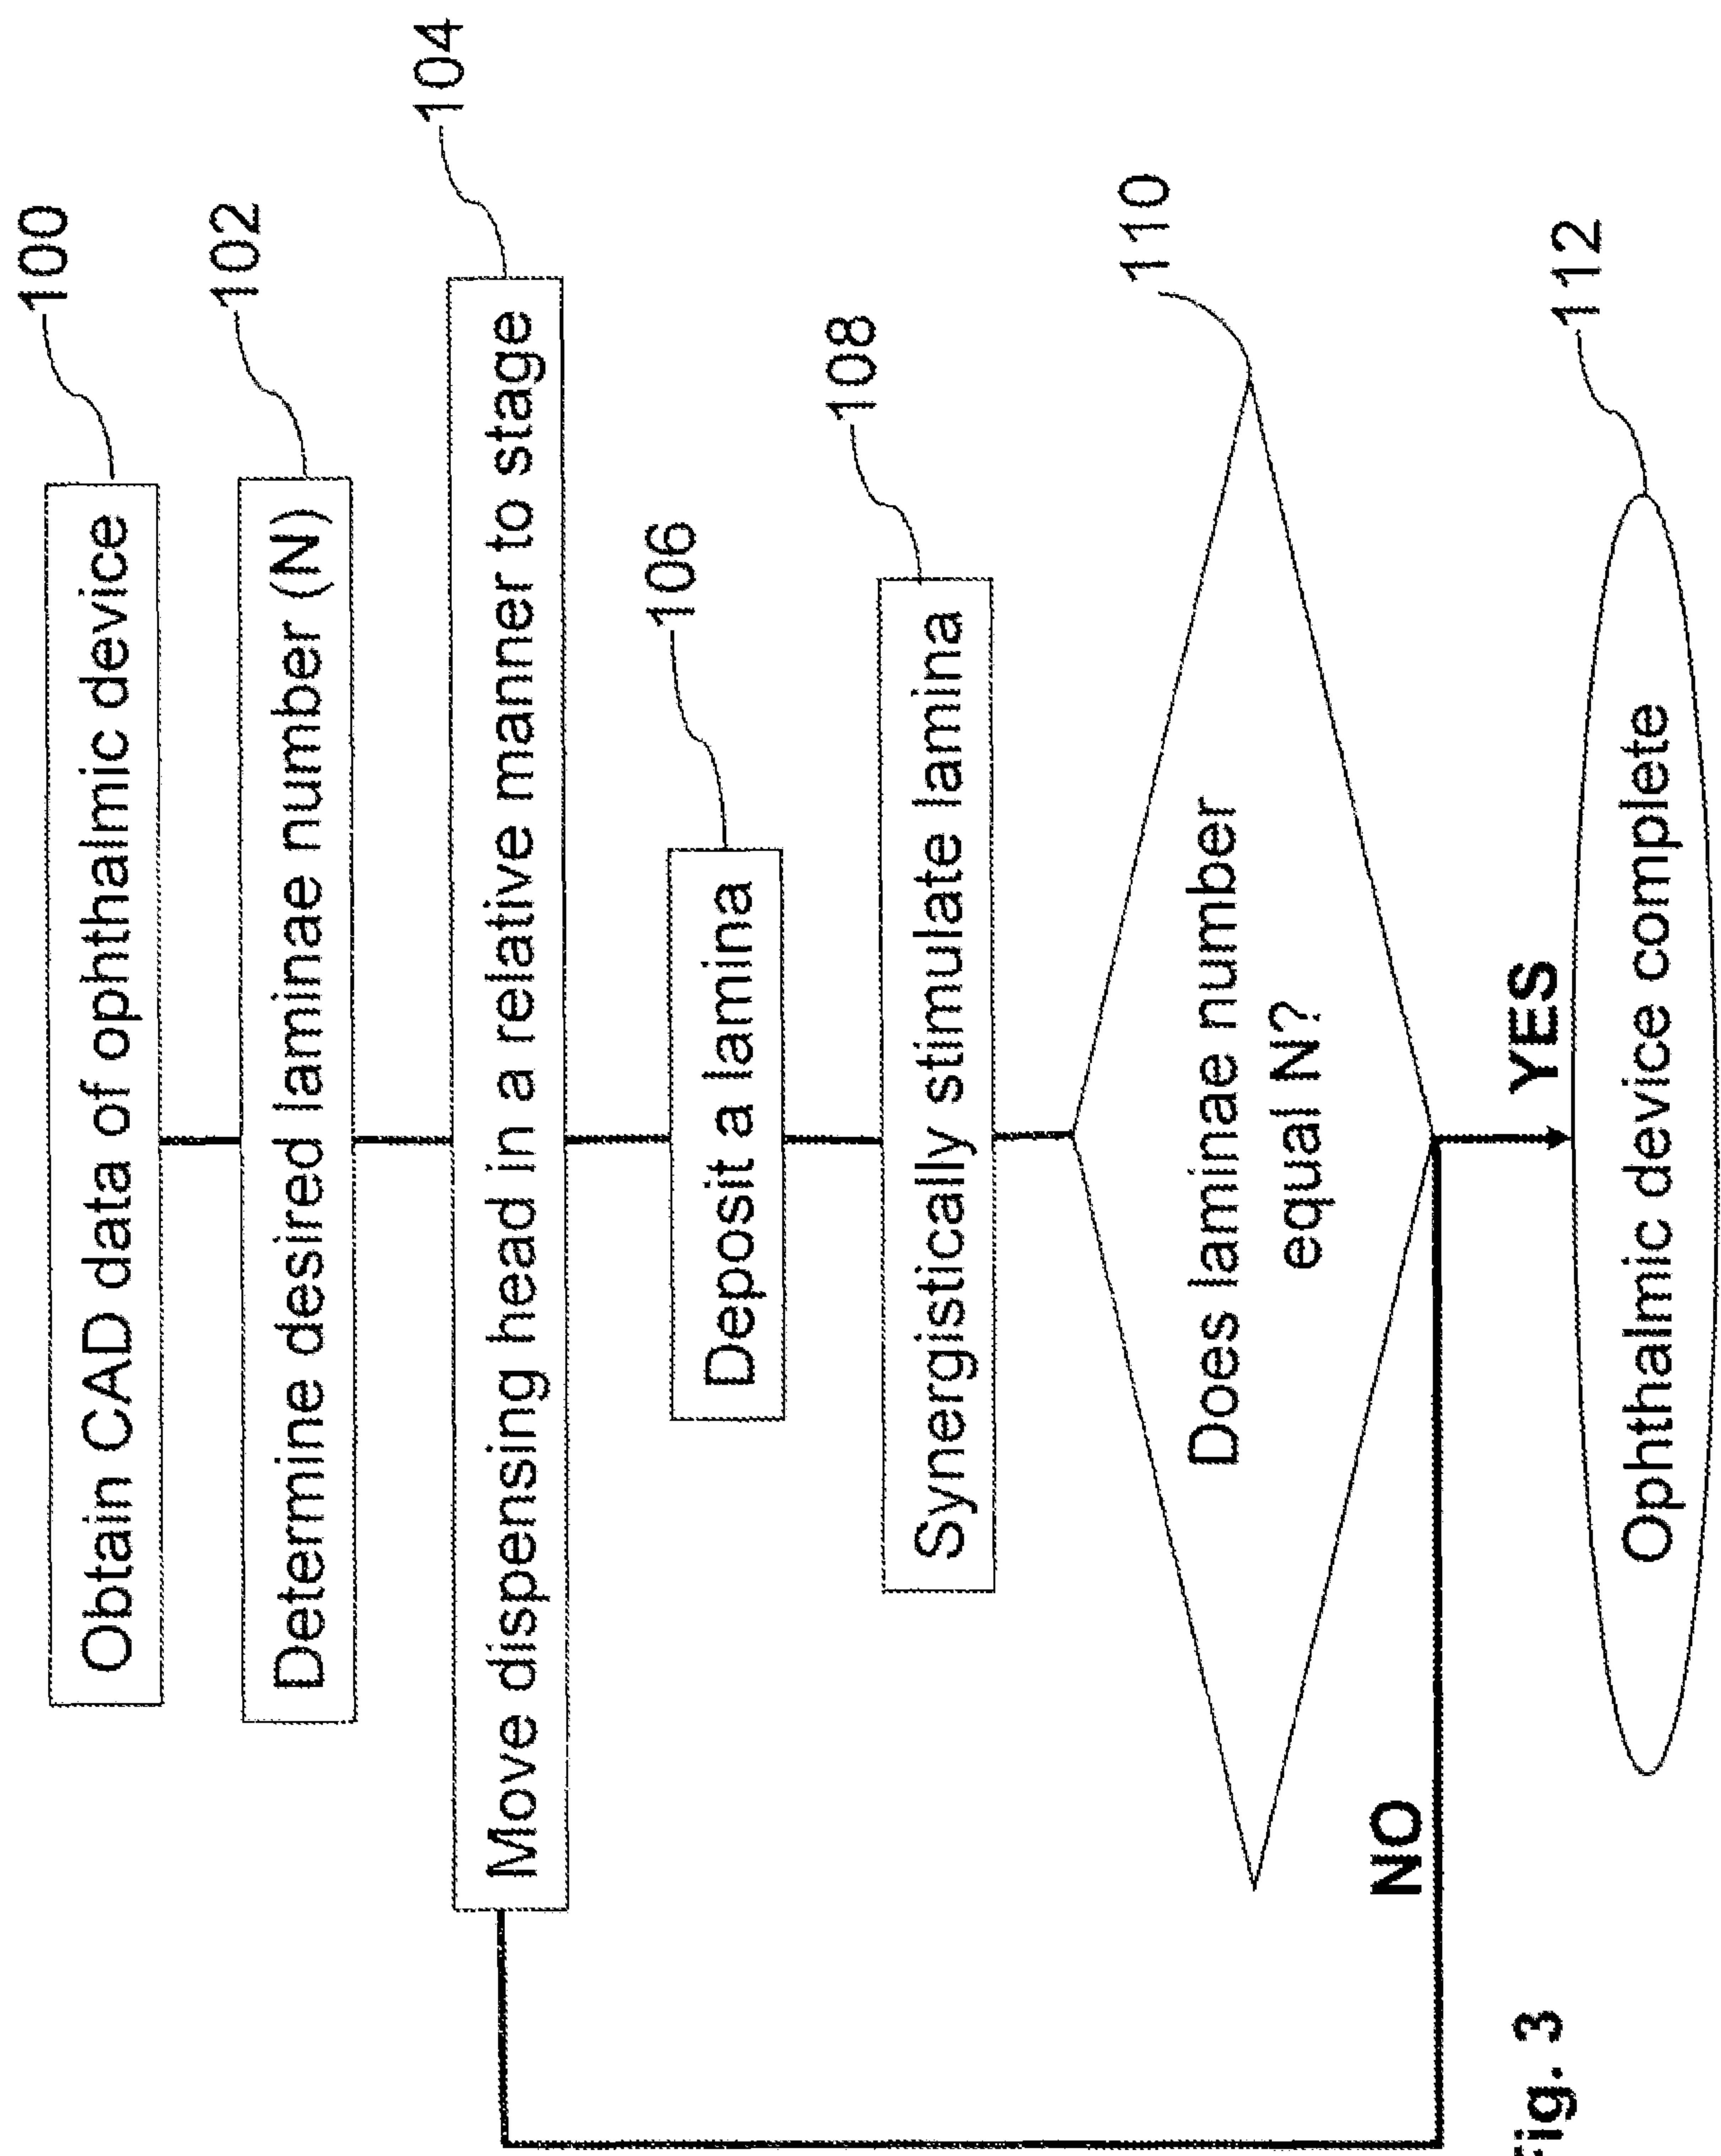 100
Obtain CAD data of ophthalmic device
102
Determine desired laminae number (N)
104
Move dispensing head in a relative manner to stage
106
Deposit a lamina
108
Synergistically stimulate lamina
110
Does laminae number
equal N?
NO
YES
112
Ophthalmic device complete
Fig. 3